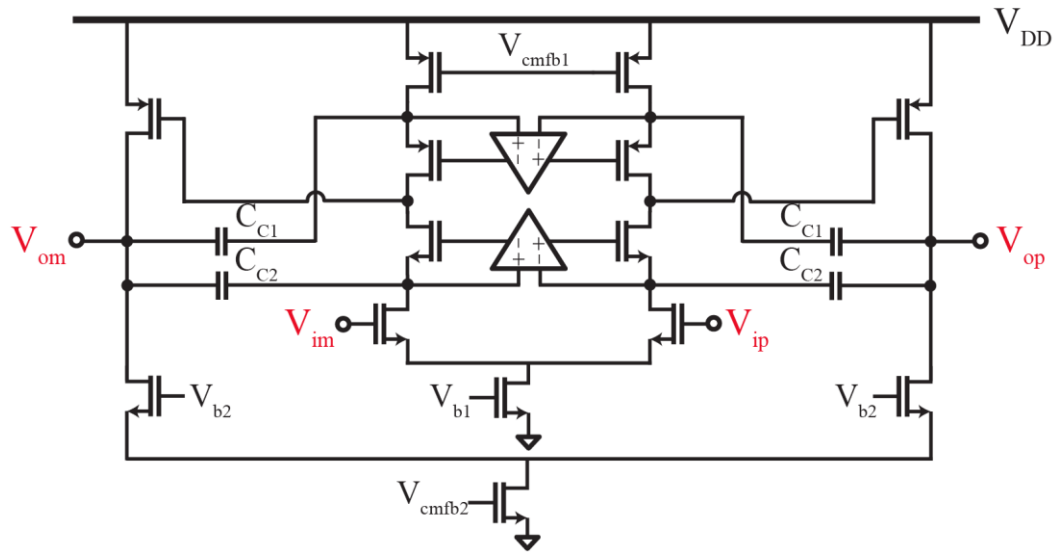 V_DD
V_cmfb1
C_C1
C_C1
V_om
C_C2
C_C2
V_op
V_im
V_ip
V_b2
V_b1
V_b2
V_cmfb2